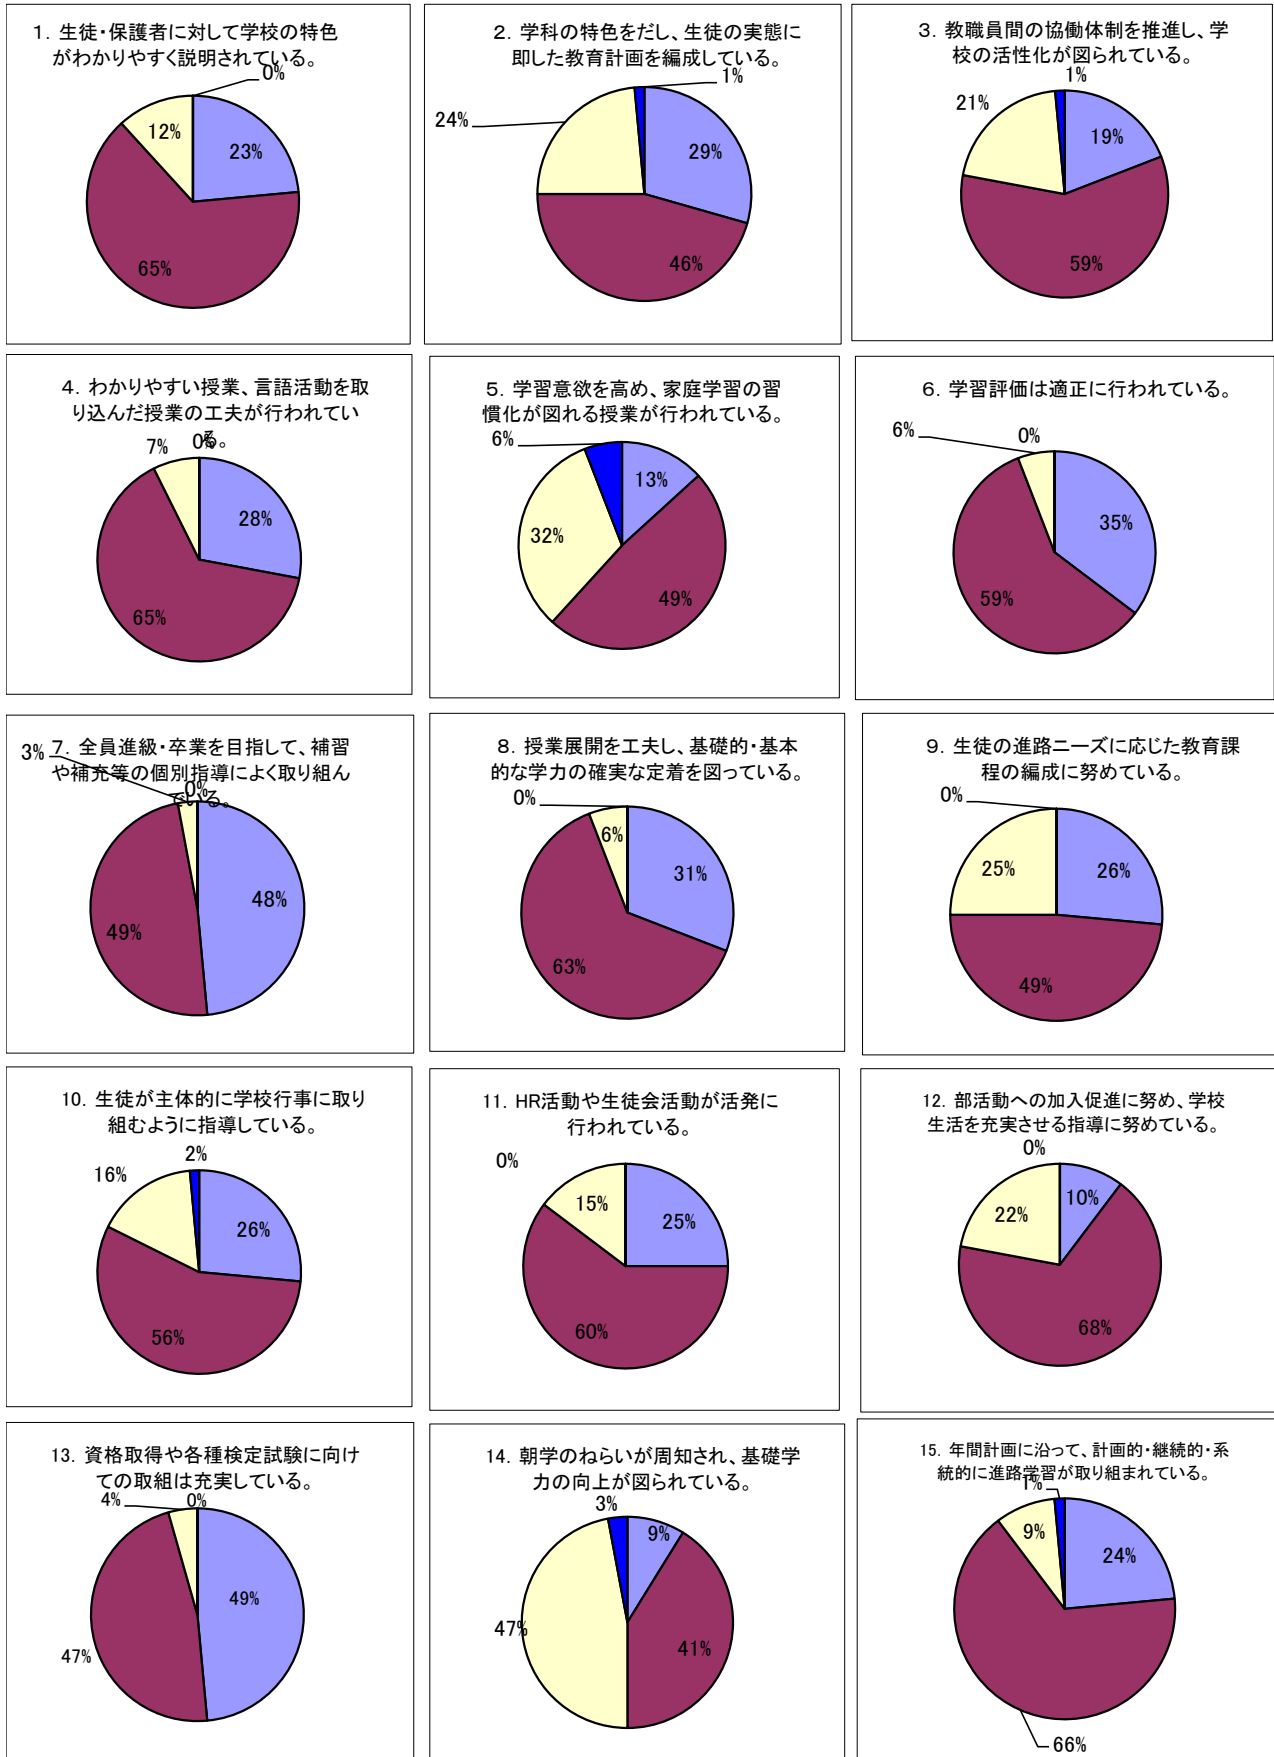 1．生徒・保護者に対して学校の特色
がわかりやすく説明されている。
0%
12%
23%
65%
2．学科の特色をだし、生徒の実態に
即した教育計画を編成している。
1%
24%
29%
46%
3．教職員間の協働体制を推進し、学
校の活性化が図られている。
1%
21%
19%
59%
4．わかりやすい授業、言語活動を取
り込んだ授業の工夫が行われてい
る。
0%
7%
28%
65%
5．学習意欲を高め、家庭学習の習
慣化が図れる授業が行われている。
6%
13%
32%
49%
6．学習評価は適正に行われている。
6%
0%
35%
59%
7．全員進級・卒業を目指して、補習
や補充等の個別指導によく取り組ん
でいる。
3%
0%
48%
49%
8．授業展開を工夫し、基礎的・基本
的な学力の確実な定着を図っている。
0%
6%
31%
63%
9．生徒の進路ニーズに応じた教育課
程の編成に努めている。
0%
25%
26%
49%
10．生徒が主体的に学校行事に取り
組むように指導している。
2%
16%
26%
56%
11．HR活動や生徒会活動が活発に
行われている。
0%
15%
25%
60%
12．部活動への加入促進に努め、学校
生活を充実させる指導に努めている。
0%
10%
22%
68%
13．資格取得や各種検定試験に向け
ての取組は充実している。
4%
0%
49%
47%
14．朝学のねらいが周知され、基礎学
力の向上が図られている。
3%
9%
47%
41%
15．年間計画に沿って、計画的・継続的・系
統的に進路学習が取り組まれている。
1%
9%
24%
66%